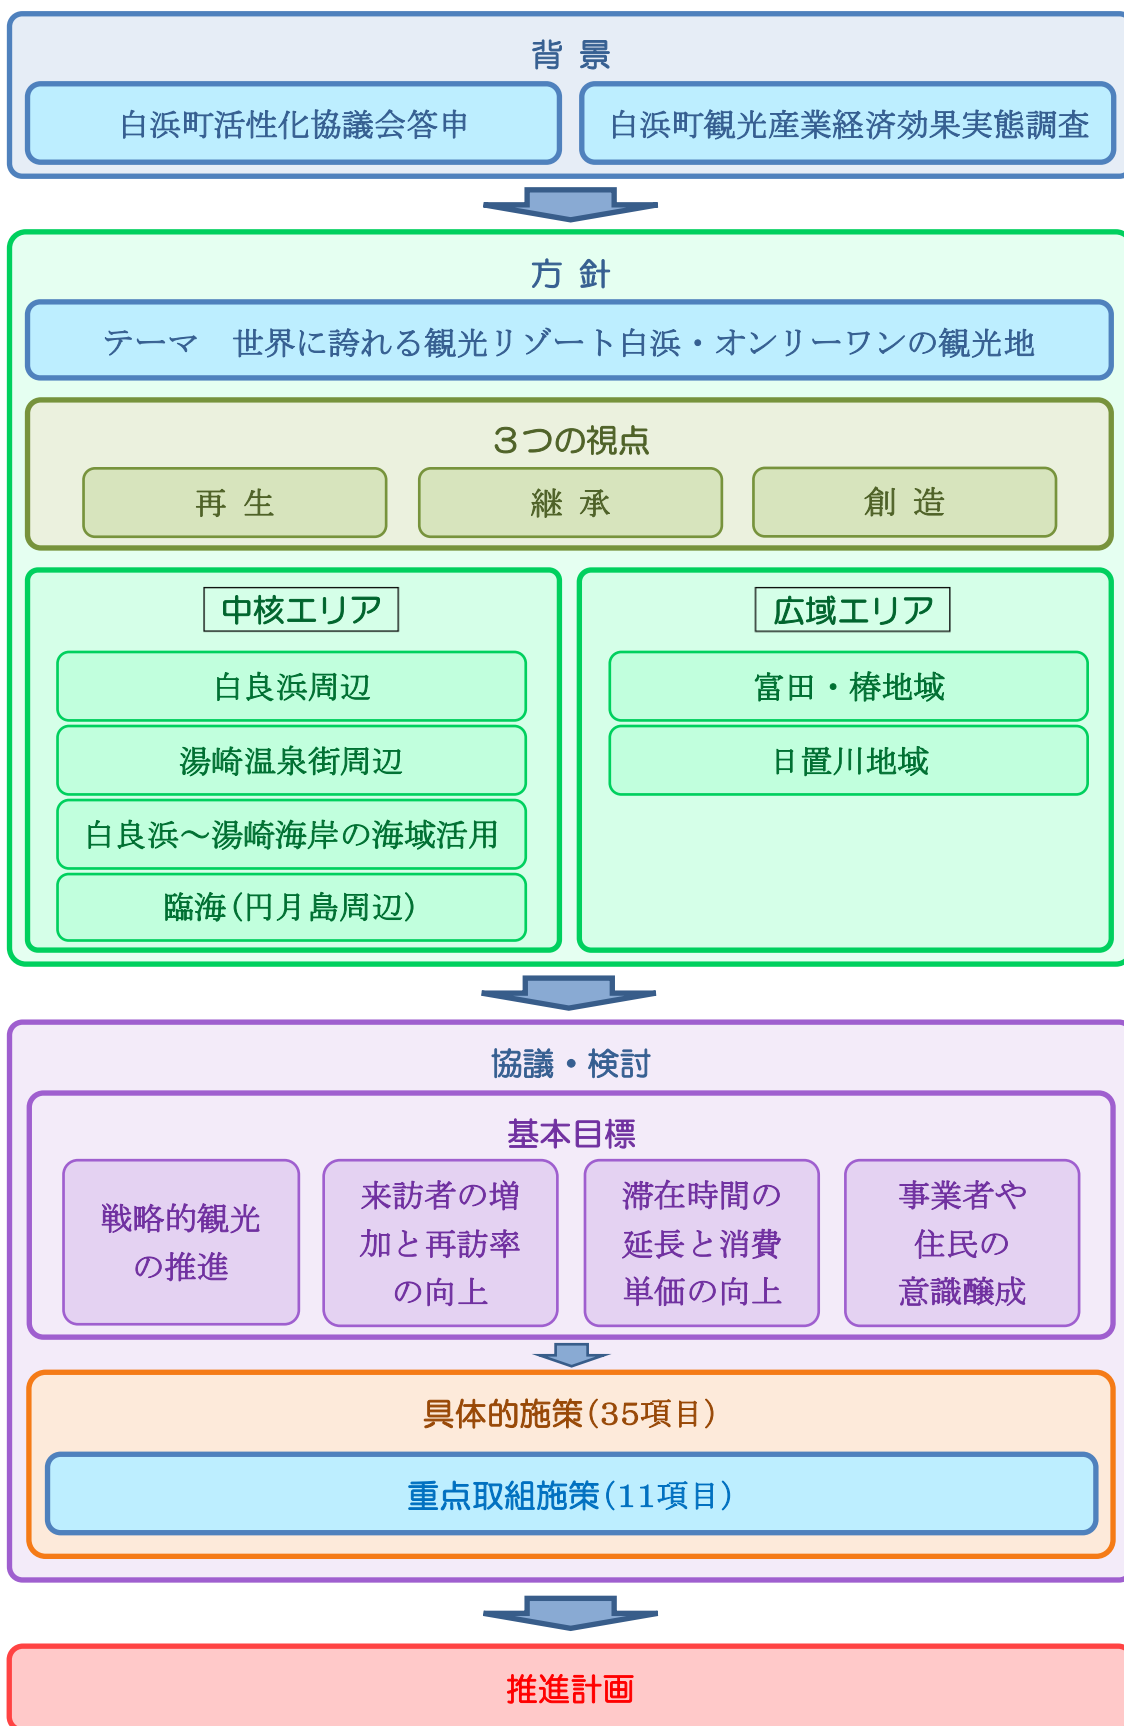 背 景
白浜町活性化協議会答申
白浜町観光産業経済効果実態調査
方 針
テーマ　世界に誇れる観光リゾート白浜・オンリーワンの観光地
３つの視点
再 生
継 承
創 造
中核エリア
白良浜周辺
湯崎温泉街周辺
白良浜～湯崎海岸の海域活用
臨海(円月島周辺)
広域エリア
富田・椿地域
日置川地域
協議・検討
基本目標
戦略的観光
の推進
来訪者の増
加と再訪率
の向上
滞在時間の
延長と消費
単価の向上
事業者や
住民の
意識醸成
具体的施策(35項目)
重点取組施策(11項目)
推進計画